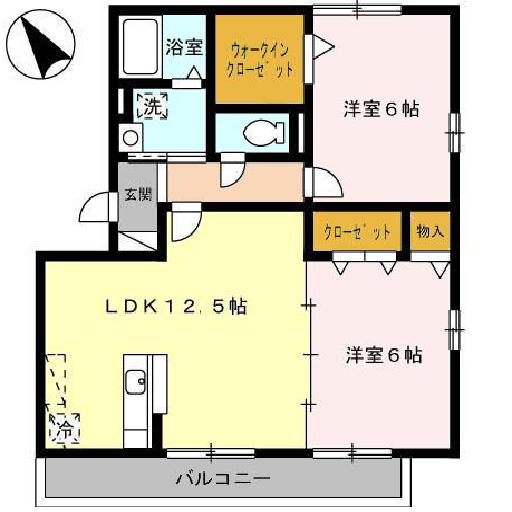 浴室
ウォークイン
クローゼット
洗
洋室6帖
玄関
クローゼット
物入
LDK12.5帖
洋室6帖
冷
バルコニー